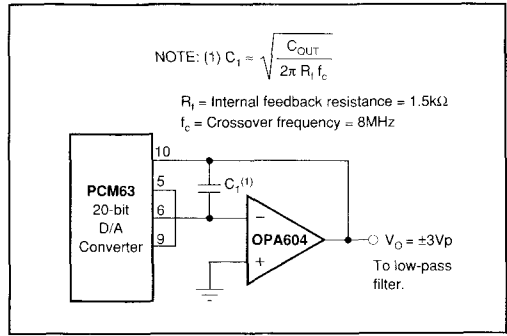 NOTE: (1) C₁ ≈ √(C_OUT / 2π R_f f_c)
R_f = Internal feedback resistance = 1.5kΩ
f_c = Crossover frequency = 8MHz
10
PCM63
20-bit
D/A
Converter
5
6
9
C₁⁽¹⁾
−
+
OPA604
V_O = ±3Vp
To low-pass
filter.